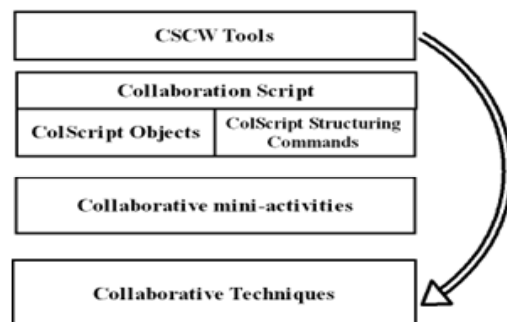 CSCW Tools
Collaboration Script
ColScript Objects
ColScript Structuring
Commands
Collaborative mini-activities
Collaborative Techniques